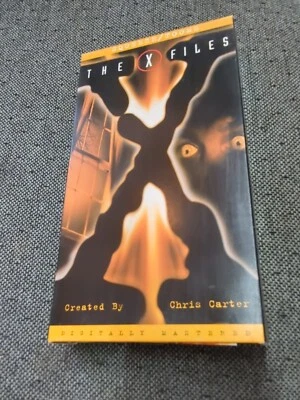 THE X FILES
Created By Chris Carter
DIGITALLY MASTERED